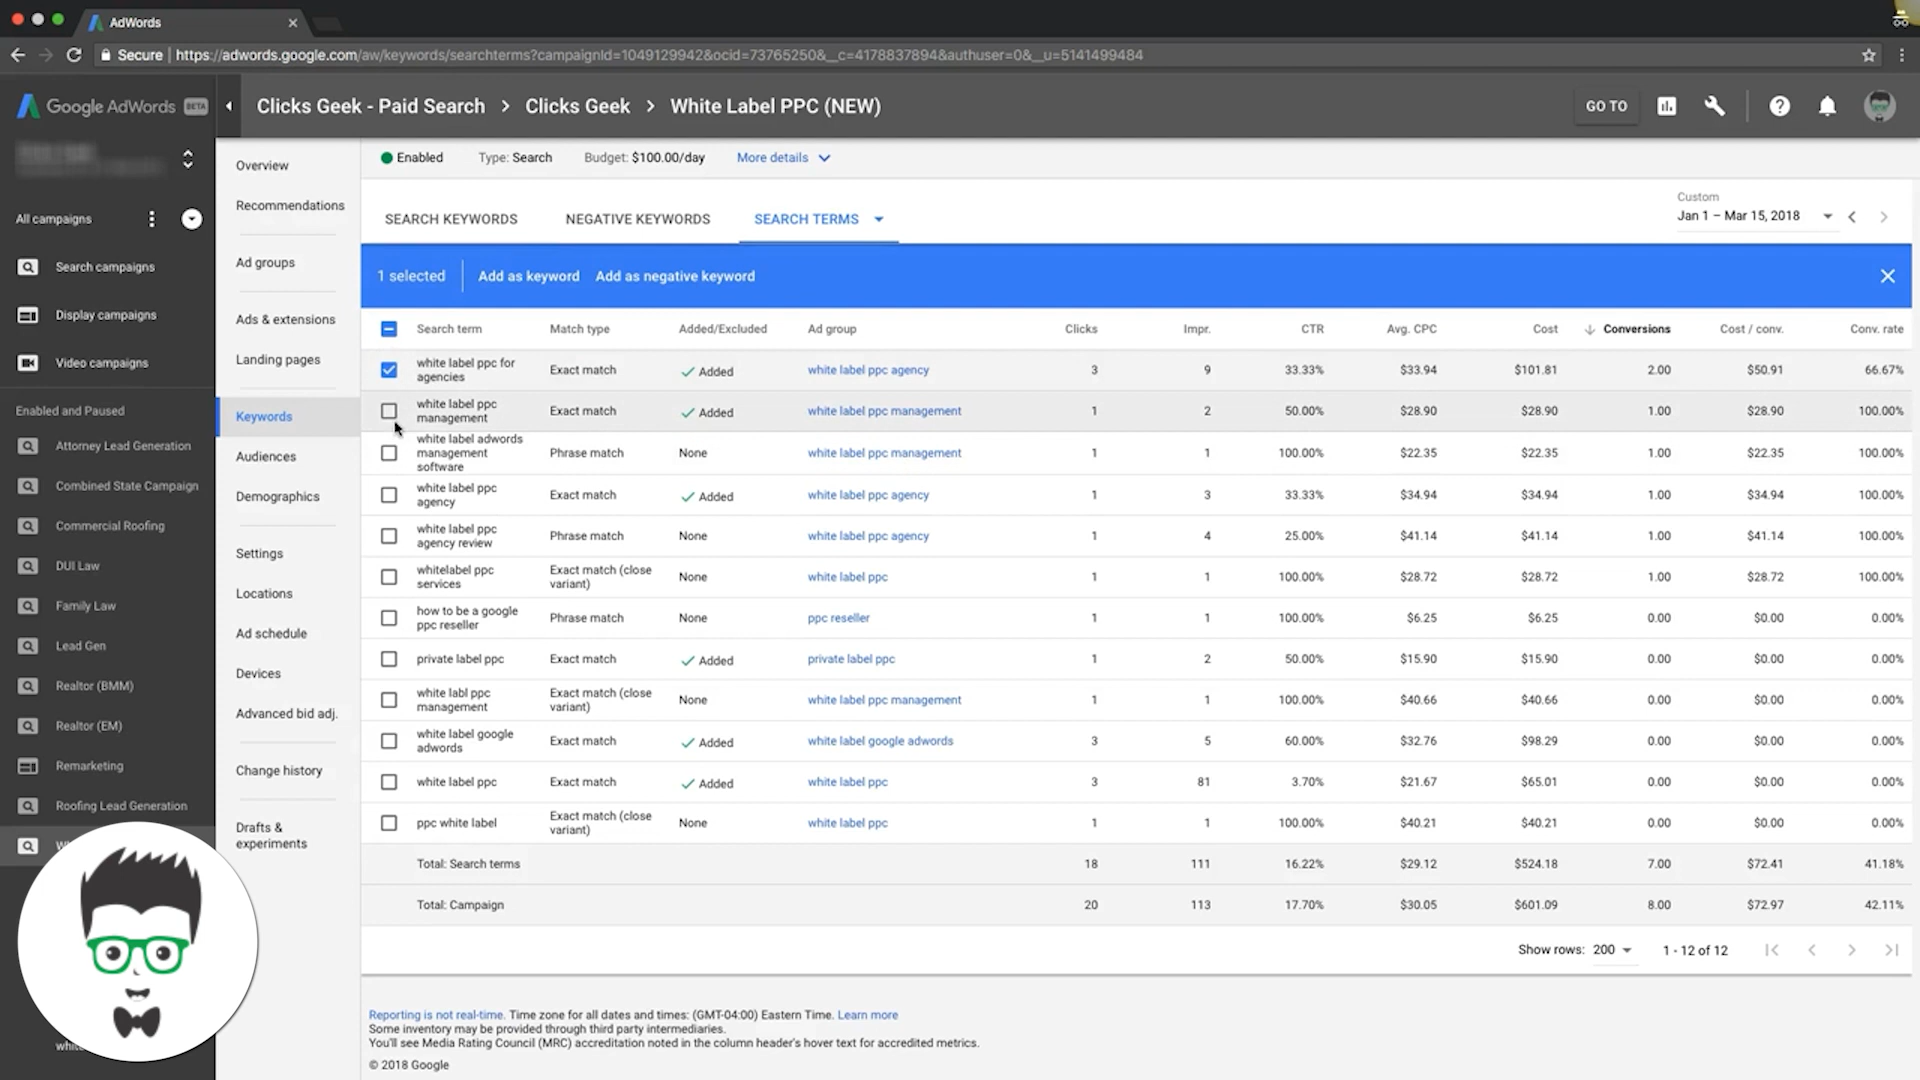 AdWords
Secure https://adwords.google.com/aw/keywords/searchterms?campaignId=1049129942&ocid=73765250&__c=4178837894&authuser=0&__u=5141499484
Google AdWords BETA
Clicks Geek - Paid Search > Clicks Geek > White Label PPC (NEW)
GO TO
All campaigns
Search campaigns
Display campaigns
Video campaigns
Enabled and Paused
Attorney Lead Generation
Combined State Campaign
Commercial Roofing
DUI Law
Family Law
Lead Gen
Realtor (BMM)
Realtor (EM)
Remarketing
Roofing Lead Generation
Overview
Recommendations
Ad groups
Ads & extensions
Landing pages
Keywords
Audiences
Demographics
Settings
Locations
Ad schedule
Devices
Advanced bid adj.
Change history
Drafts &
experiments
Enabled Type: Search Budget: $100.00/day More details
SEARCH KEYWORDS NEGATIVE KEYWORDS SEARCH TERMS
Custom
Jan 1 – Mar 15, 2018
1 selected Add as keyword Add as negative keyword
Search term Match type Added/Excluded Ad group Clicks Impr. CTR Avg. CPC Cost Conversions Cost / conv. Conv. rate
white label ppc for
agencies Exact match Added white label ppc agency 3 9 33.33% $33.94 $101.81 2.00 $50.91 66.67%
white label ppc
management Exact match Added white label ppc management 1 2 50.00% $28.90 $28.90 1.00 $28.90 100.00%
white label adwords
management Phrase match None white label ppc management 1 1 100.00% $22.35 $22.35 1.00 $22.35 100.00%
software
white label ppc
agency Exact match Added white label ppc agency 1 3 33.33% $34.94 $34.94 1.00 $34.94 100.00%
white label ppc
agency review Phrase match None white label ppc agency 1 4 25.00% $41.14 $41.14 1.00 $41.14 100.00%
whitelabel ppc Exact match (close
services variant) None white label ppc 1 1 100.00% $28.72 $28.72 1.00 $28.72 100.00%
how to be a google
ppc reseller Phrase match None ppc reseller 1 1 100.00% $6.25 $6.25 0.00 $0.00 0.00%
private label ppc Exact match Added private label ppc 1 2 50.00% $15.90 $15.90 0.00 $0.00 0.00%
white labl ppc Exact match (close
management variant) None white label ppc management 1 1 100.00% $40.66 $40.66 0.00 $0.00 0.00%
white label google
adwords Exact match Added white label google adwords 3 5 60.00% $32.76 $98.29 0.00 $0.00 0.00%
white label ppc Exact match Added white label ppc 3 81 3.70% $21.67 $65.01 0.00 $0.00 0.00%
ppc white label Exact match (close
variant) None white label ppc 1 1 100.00% $40.21 $40.21 0.00 $0.00 0.00%
Total: Search terms 18 111 16.22% $29.12 $524.18 7.00 $72.41 41.18%
Total: Campaign 20 113 17.70% $30.05 $601.09 8.00 $72.97 42.11%
Show rows: 200 1 - 12 of 12
Reporting is not real-time. Time zone for all dates and times: (GMT-04:00) Eastern Time. Learn more
Some inventory may be provided through third party intermediaries.
You'll see Media Rating Council (MRC) accreditation noted in the column header's hover text for accredited metrics.
© 2018 Google